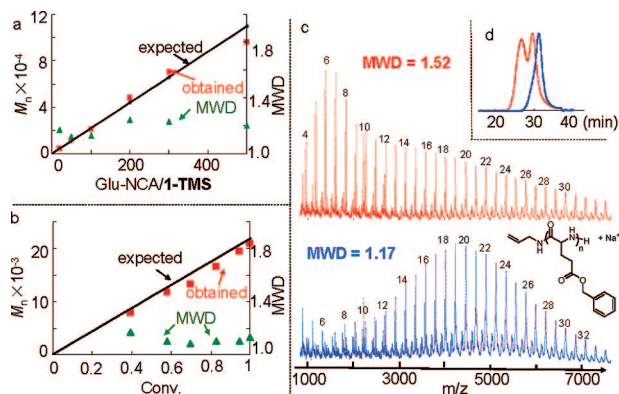 a
12
8
4
0
Mn × 10-4
expected
obtained
MWD
1.8
1.4
1.0
MWD
200
400
Glu-NCA/1-TMS
b
20
10
0
Mn × 10-3
expected
obtained
MWD
1.8
1.4
1.0
MWD
0 0.2 0.4 0.6 0.8 1
Conv.
c
MWD = 1.52
4 6 8 10 12 14 16 18 20 22 24 26 28 30
d
15 20 30 40 (min)
MWD = 1.17
6 8 10 12 14 16 18 20 22 24 26 28 30 32
N
H
O
H
N
n
H + Na+
O
O
1000 3000 5000 7000
m/z